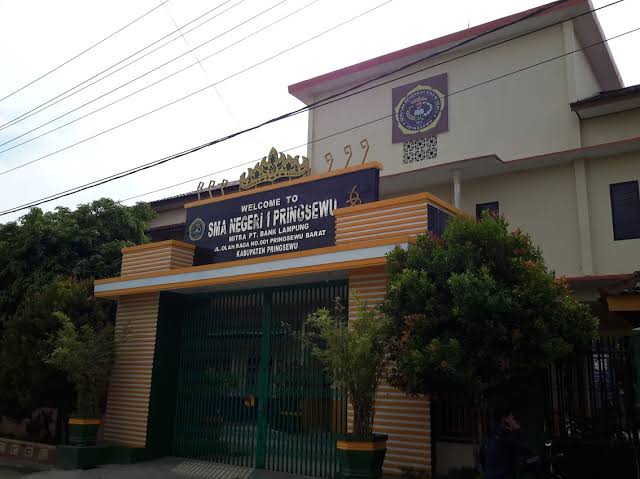 WELCOME TO
SMA NEGERI 1 PRINGSEWU
MITRA PT. BANK LAMPUNG
JL. OLAH RAGA NO.001 PRINGSEWU BARAT
KABUPATEN PRINGSEWU